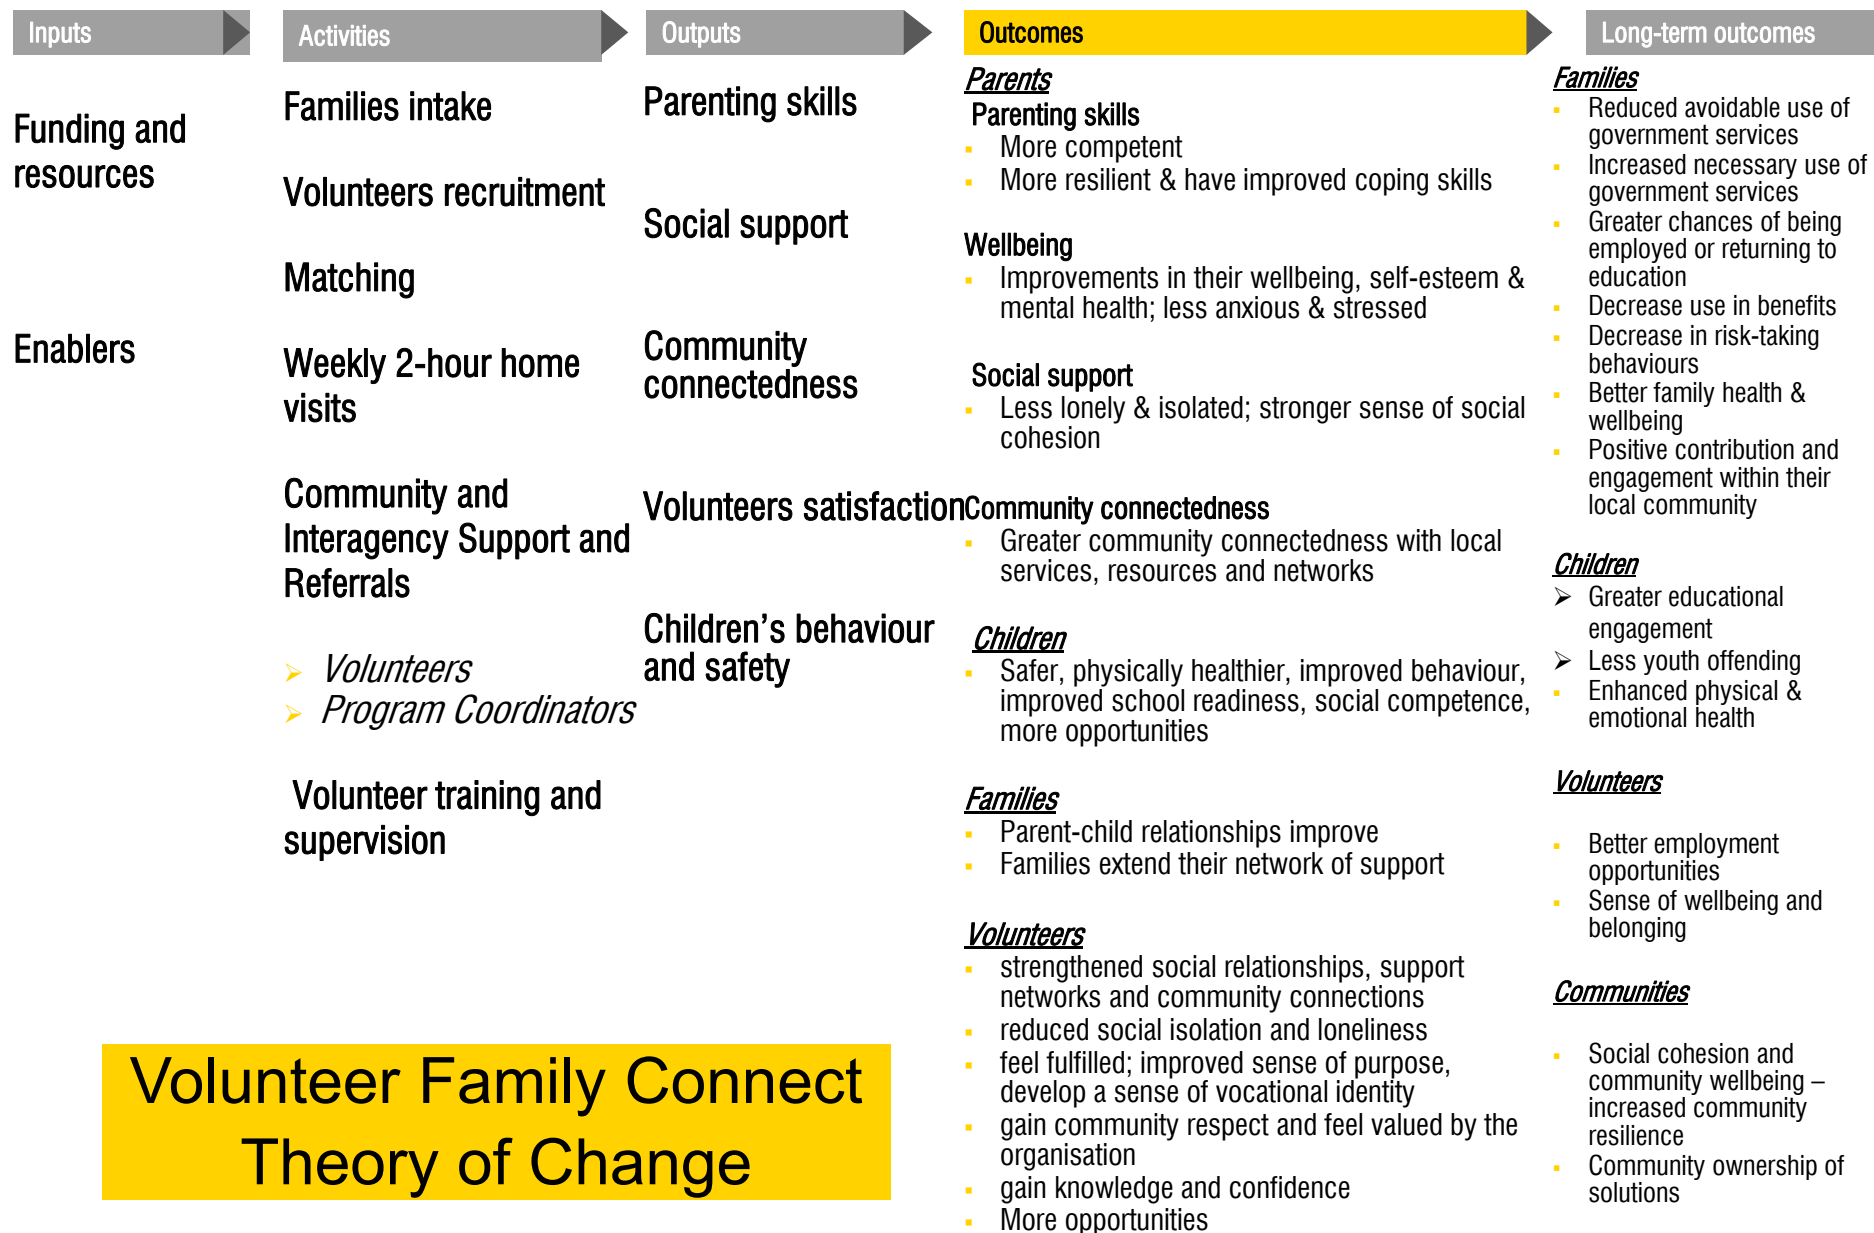 Inputs
Activities
Outputs
Outcomes
Long-term outcomes
Funding and
resources
Enablers
Families intake
Volunteers recruitment
Matching
Weekly 2-hour home
visits
Community and
Interagency Support and
Referrals
➢ Volunteers
➢ Program Coordinators
Volunteer training and
supervision
Parenting skills
Social support
Community
connectedness
Volunteers satisfaction
Children’s behaviour
and safety
Parents
Parenting skills
▪ More competent
▪ More resilient & have improved coping skills
Wellbeing
▪ Improvements in their wellbeing, self-esteem &
mental health; less anxious & stressed
Social support
▪ Less lonely & isolated; stronger sense of social
cohesion
Community connectedness
▪ Greater community connectedness with local
services, resources and networks
Children
▪ Safer, physically healthier, improved behaviour,
improved school readiness, social competence,
more opportunities
Families
▪ Parent-child relationships improve
▪ Families extend their network of support
Volunteers
▪ strengthened social relationships, support
networks and community connections
▪ reduced social isolation and loneliness
▪ feel fulfilled; improved sense of purpose,
develop a sense of vocational identity
▪ gain community respect and feel valued by the
organisation
▪ gain knowledge and confidence
▪ More opportunities
Families
▪ Reduced avoidable use of
government services
▪ Increased necessary use of
government services
▪ Greater chances of being
employed or returning to
education
▪ Decrease use in benefits
▪ Decrease in risk-taking
behaviours
▪ Better family health &
wellbeing
▪ Positive contribution and
engagement within their
local community
Children
➢ Greater educational
engagement
➢ Less youth offending
▪ Enhanced physical &
emotional health
Volunteers
▪ Better employment
opportunities
▪ Sense of wellbeing and
belonging
Communities
▪ Social cohesion and
community wellbeing –
increased community
resilience
▪ Community ownership of
solutions
Volunteer Family Connect
Theory of Change